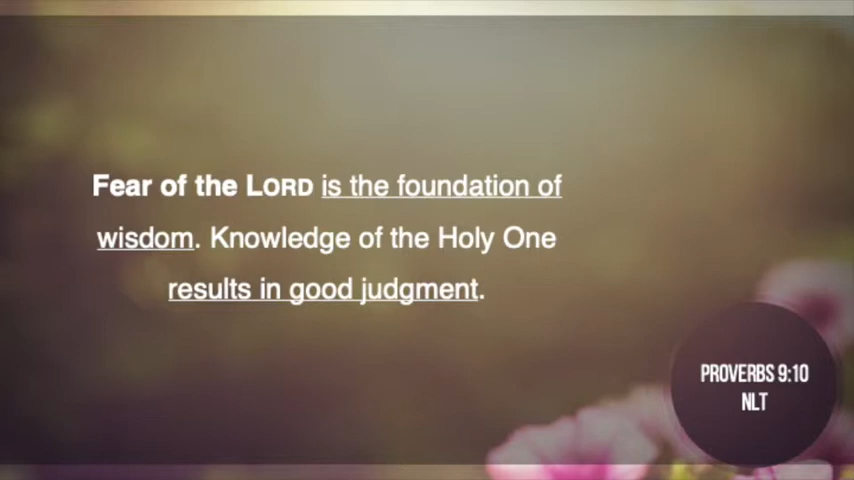 Fear of the LORD is the foundation of
wisdom. Knowledge of the Holy One
results in good judgment.
PROVERBS 9:10
NLT